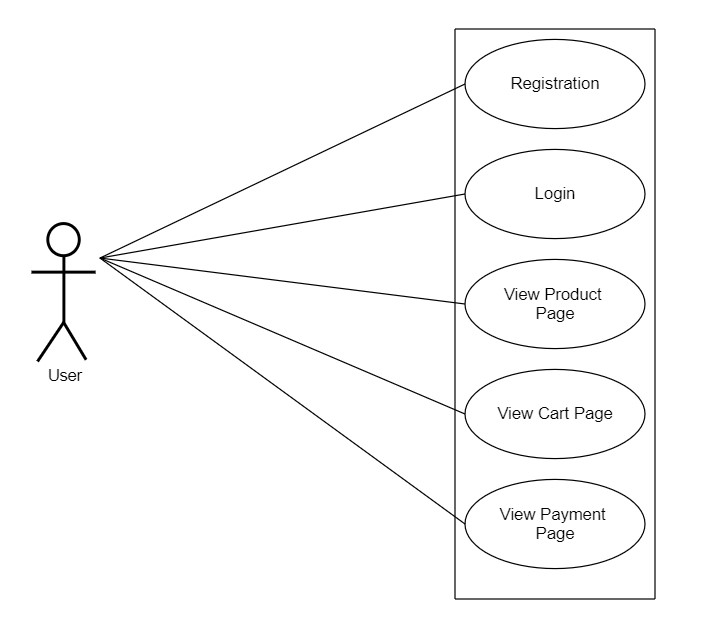 Registration
Login
View Product
Page
User
View Cart Page
View Payment
Page